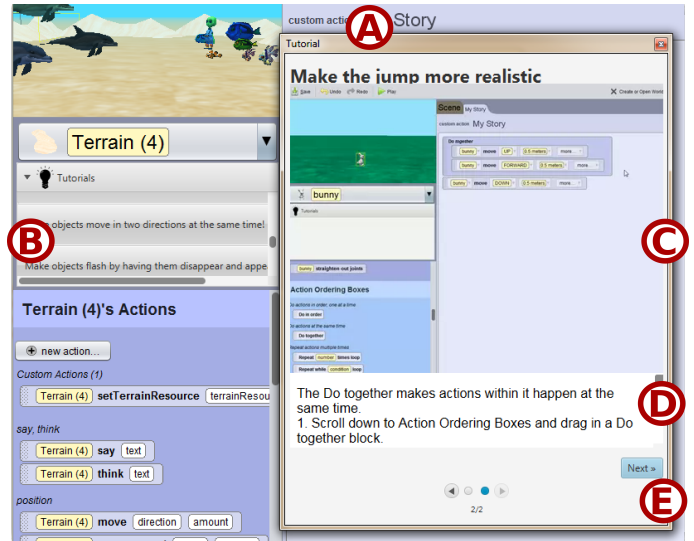 custom action My Story
A
Tutorial
Make the jump more realistic
Save Undo Redo Play
Create or Open World
Scene My Story
custom action My Story
Do together
bunny move UP 0.5 meters more...
bunny move FORWARD 0.5 meters more...
bunny move DOWN 0.5 meters more...
bunny
Tutorials
bunny straighten out joints
Action Ordering Boxes
Do in order
actions at the same time
Do together
Repeat number times loop
Repeat while condition loop
The Do together makes actions within it happen at the
same time.
1. Scroll down to Action Ordering Boxes and drag in a Do
together block.
Next »
2/2
Terrain (4)
Tutorials
objects move in two directions at the same time!
B
Make objects flash by having them disappear and appe
Terrain (4)'s Actions
new action...
Custom Actions (1)
Terrain (4) setTerrainResource terrainResou
say, think
Terrain (4) say text
Terrain (4) think text
position
Terrain (4) move direction amount
C
D
E